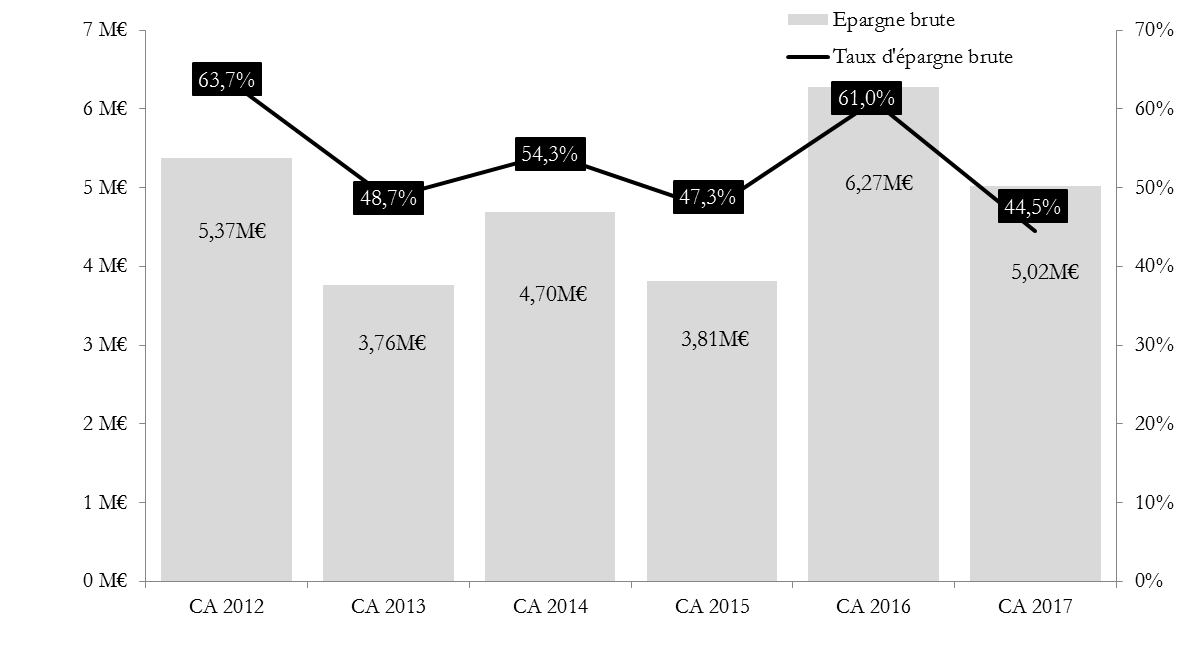 Epargne brute
Taux d'épargne brute
7 M€
6 M€
5 M€
4 M€
3 M€
2 M€
1 M€
0 M€
70%
60%
50%
40%
30%
20%
10%
0%
63,7%
48,7%
54,3%
47,3%
61,0%
44,5%
5,37M€
3,76M€
4,70M€
3,81M€
6,27M€
5,02M€
CA 2012
CA 2013
CA 2014
CA 2015
CA 2016
CA 2017